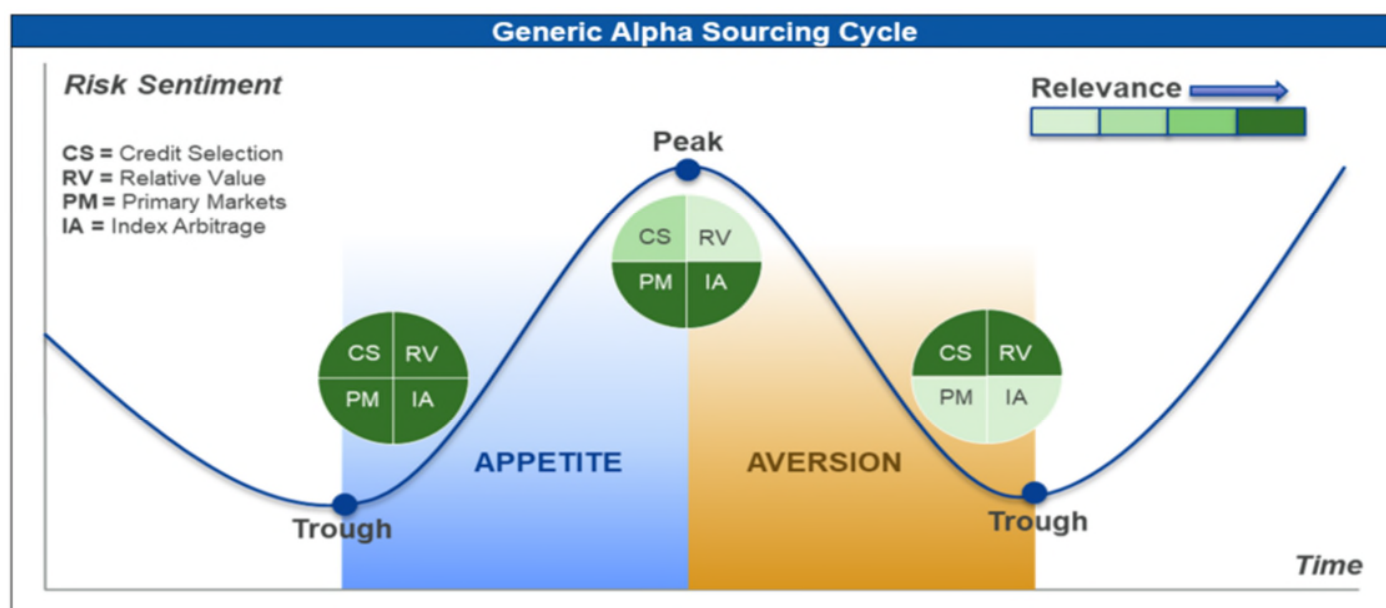 Generic Alpha Sourcing Cycle
Risk Sentiment
Relevance
CS = Credit Selection
RV = Relative Value
PM = Primary Markets
IA = Index Arbitrage
Peak
CS RV
PM IA
CS RV
PM IA
CS RV
PM IA
APPETITE
AVERSION
Trough
Trough
Time